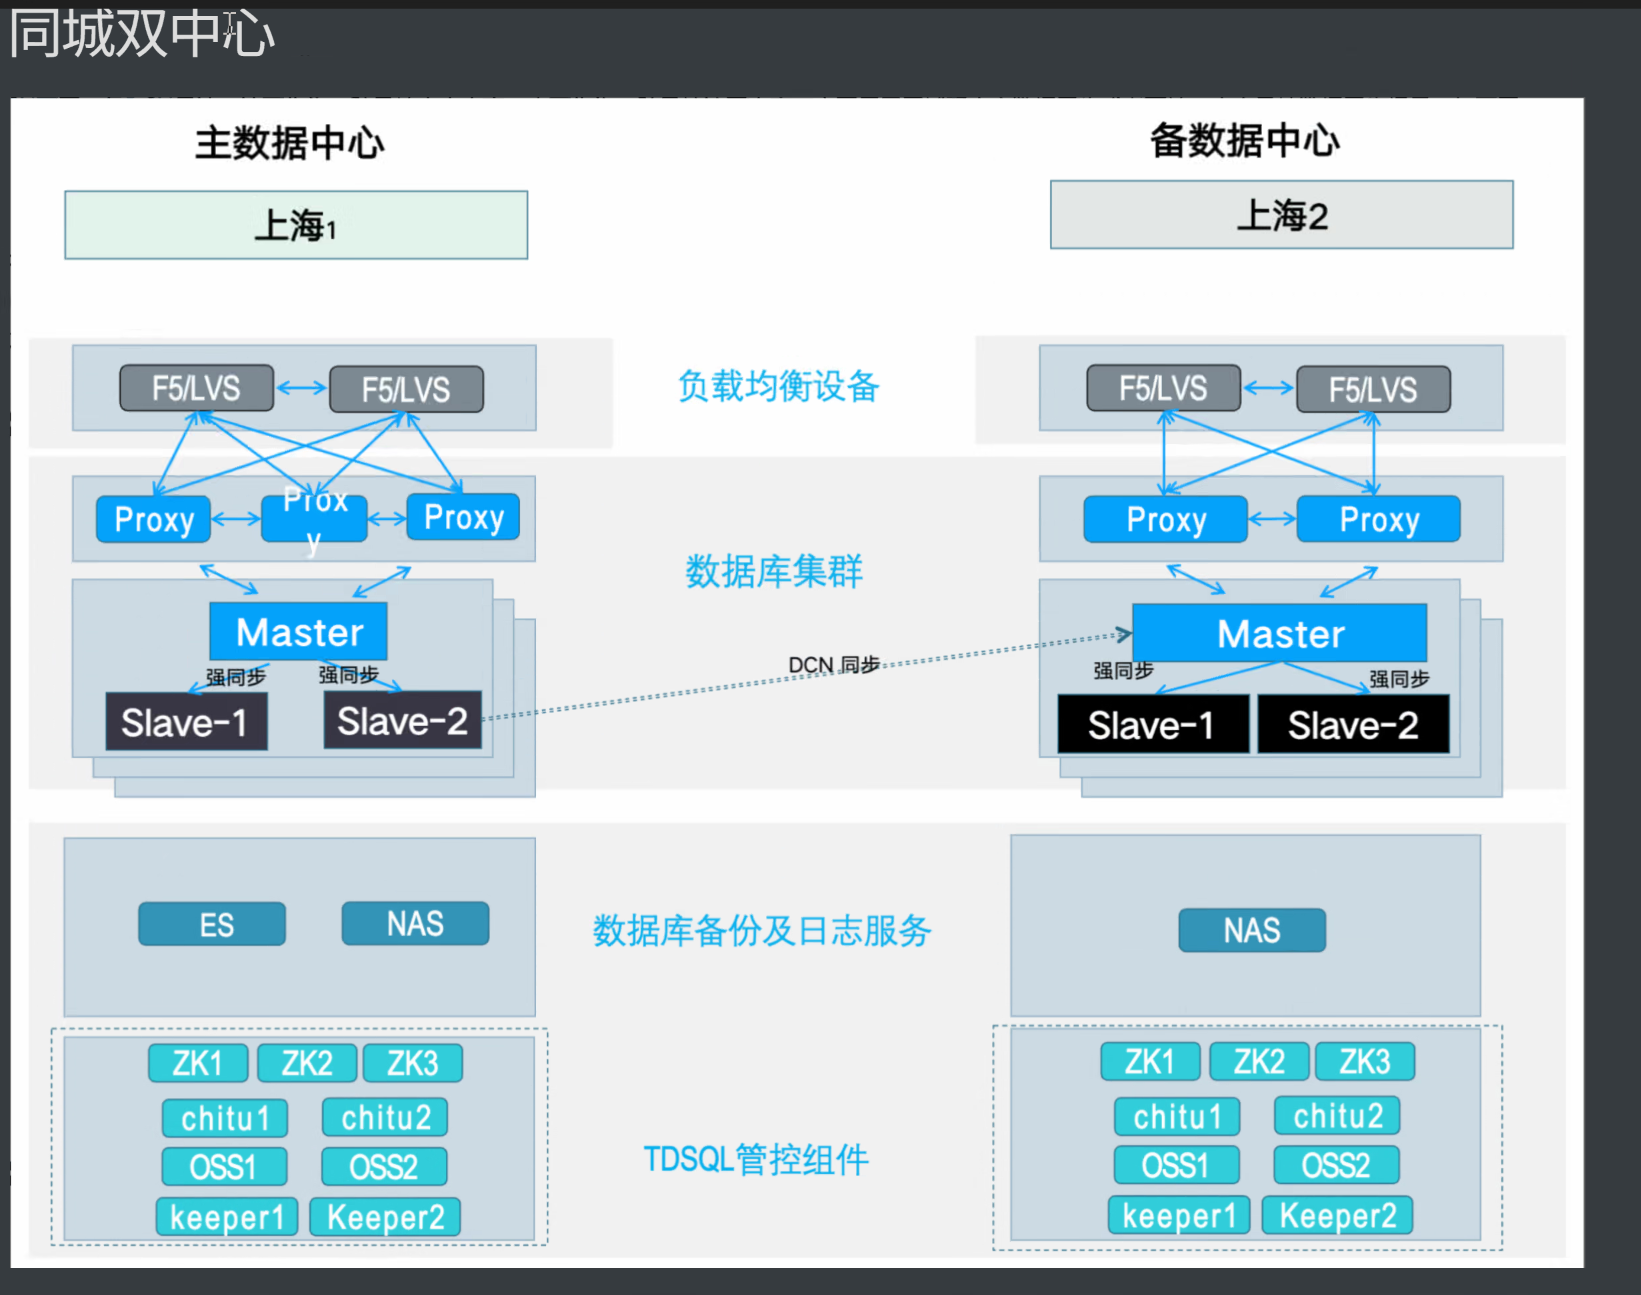 同城双中心
主数据中心
备数据中心
上海1
上海2
F5/LVS
F5/LVS
负载均衡设备
F5/LVS
F5/LVS
Proxy
Prox
y
Proxy
Proxy
Proxy
数据库集群
Master
Master
强同步
强同步
DCN 同步
强同步
强同步
Slave-1
Slave-2
Slave-1
Slave-2
ES
NAS
数据库备份及日志服务
NAS
ZK1
ZK2
ZK3
ZK1
ZK2
ZK3
chitu1
chitu2
chitu1
chitu2
OSS1
OSS2
TDSQL管控组件
OSS1
OSS2
keeper1
Keeper2
keeper1
Keeper2